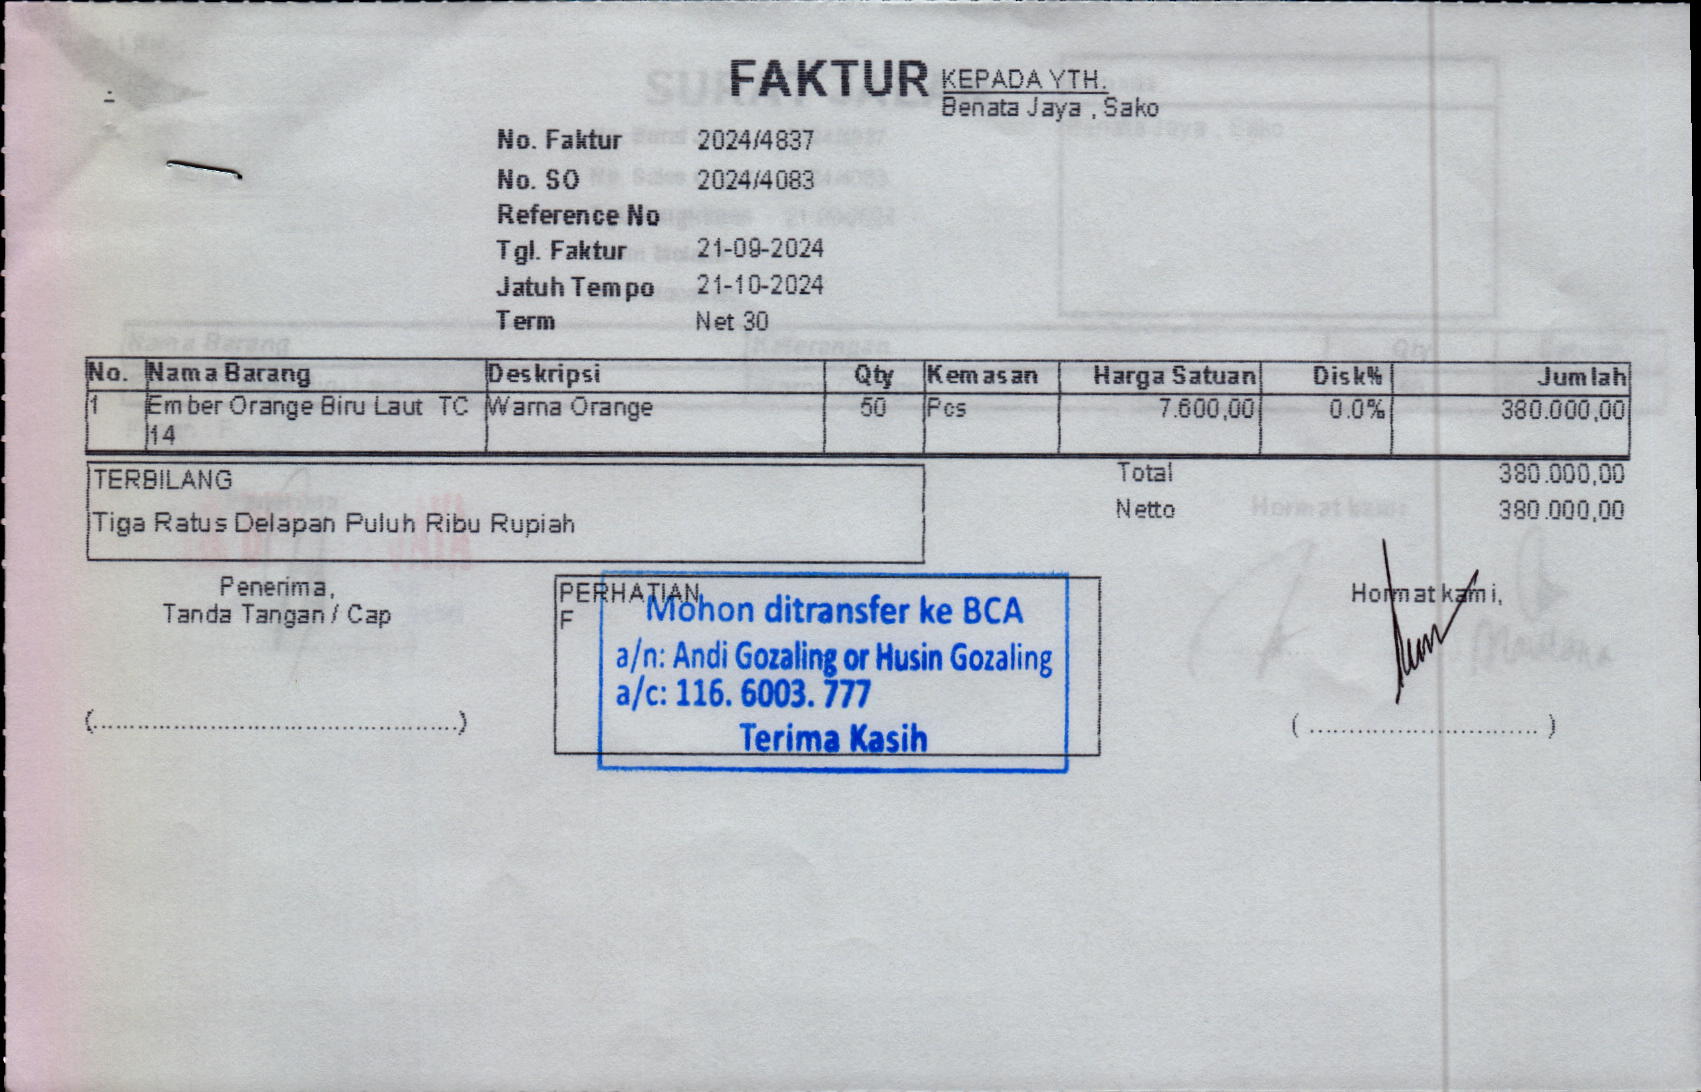 FAKTUR
KEPADA YTH.
Benata Jaya , Sako
No. Faktur 2024/4837
No. SO 2024/4083
Reference No
Tgl. Faktur 21-09-2024
Jatuh Tempo 21-10-2024
Term Net 30
No. Nama Barang Deskripsi Qty Kemasan Harga Satuan Disk% Jumlah
1 Ember Orange Biru Laut TC Warna Orange 50 Pcs 7.600,00 0.0% 380.000,00
14
TERBILANG
Tiga Ratus Delapan Puluh Ribu Rupiah
Total 380.000,00
Netto 380.000,00
Penerima,
Tanda Tangan / Cap
(..............................................)
PERHATIAN
F
Mohon ditransfer ke BCA
a/n: Andi Gozaling or Husin Gozaling
a/c: 116. 6003. 777
Terima Kasih
Hormat kami,
( ............................. )